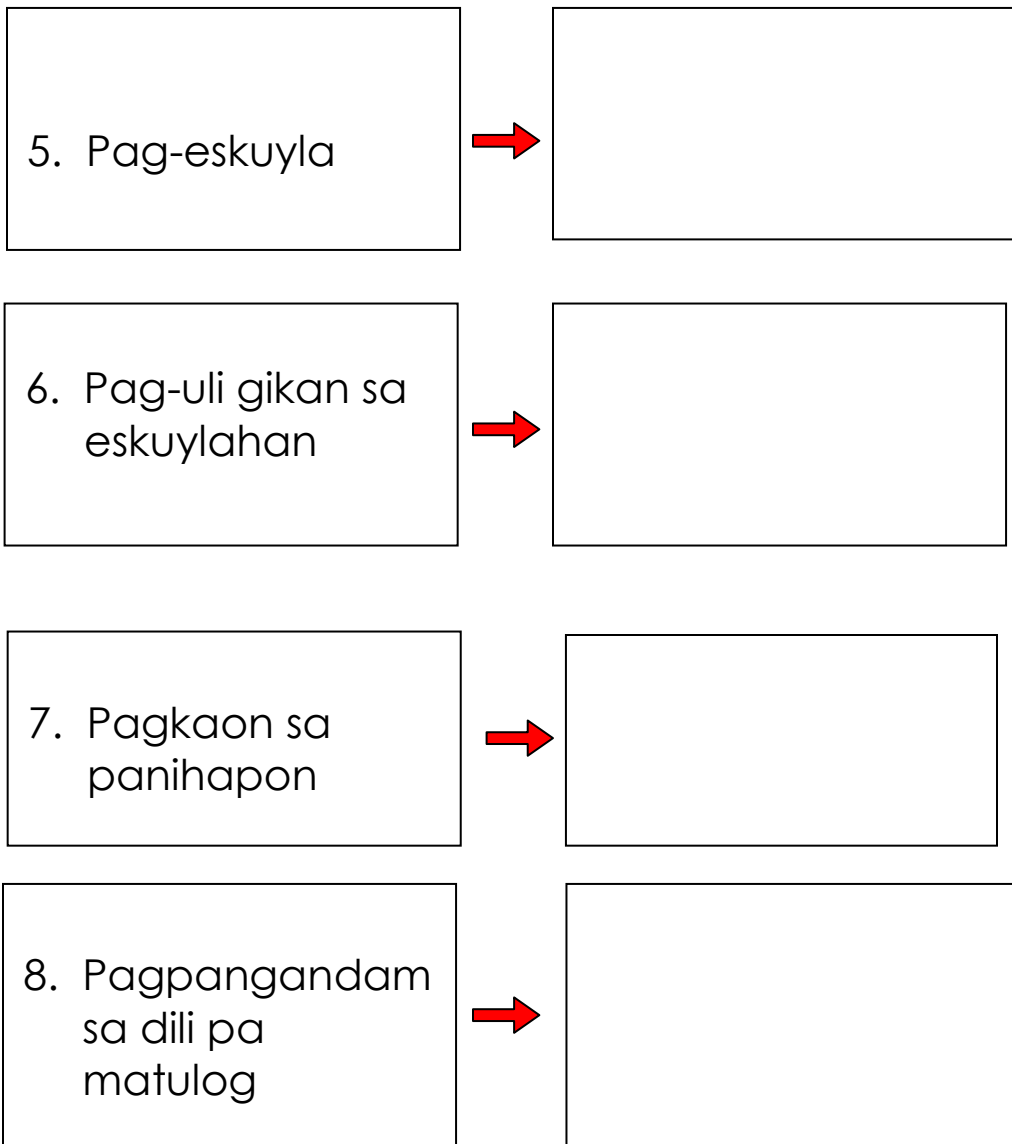 5. Pag-eskuyla
6. Pag-uli gikan sa
eskuylahan
7. Pagkaon sa
panihapon
8. Pagpangandam
sa dili pa
matulog